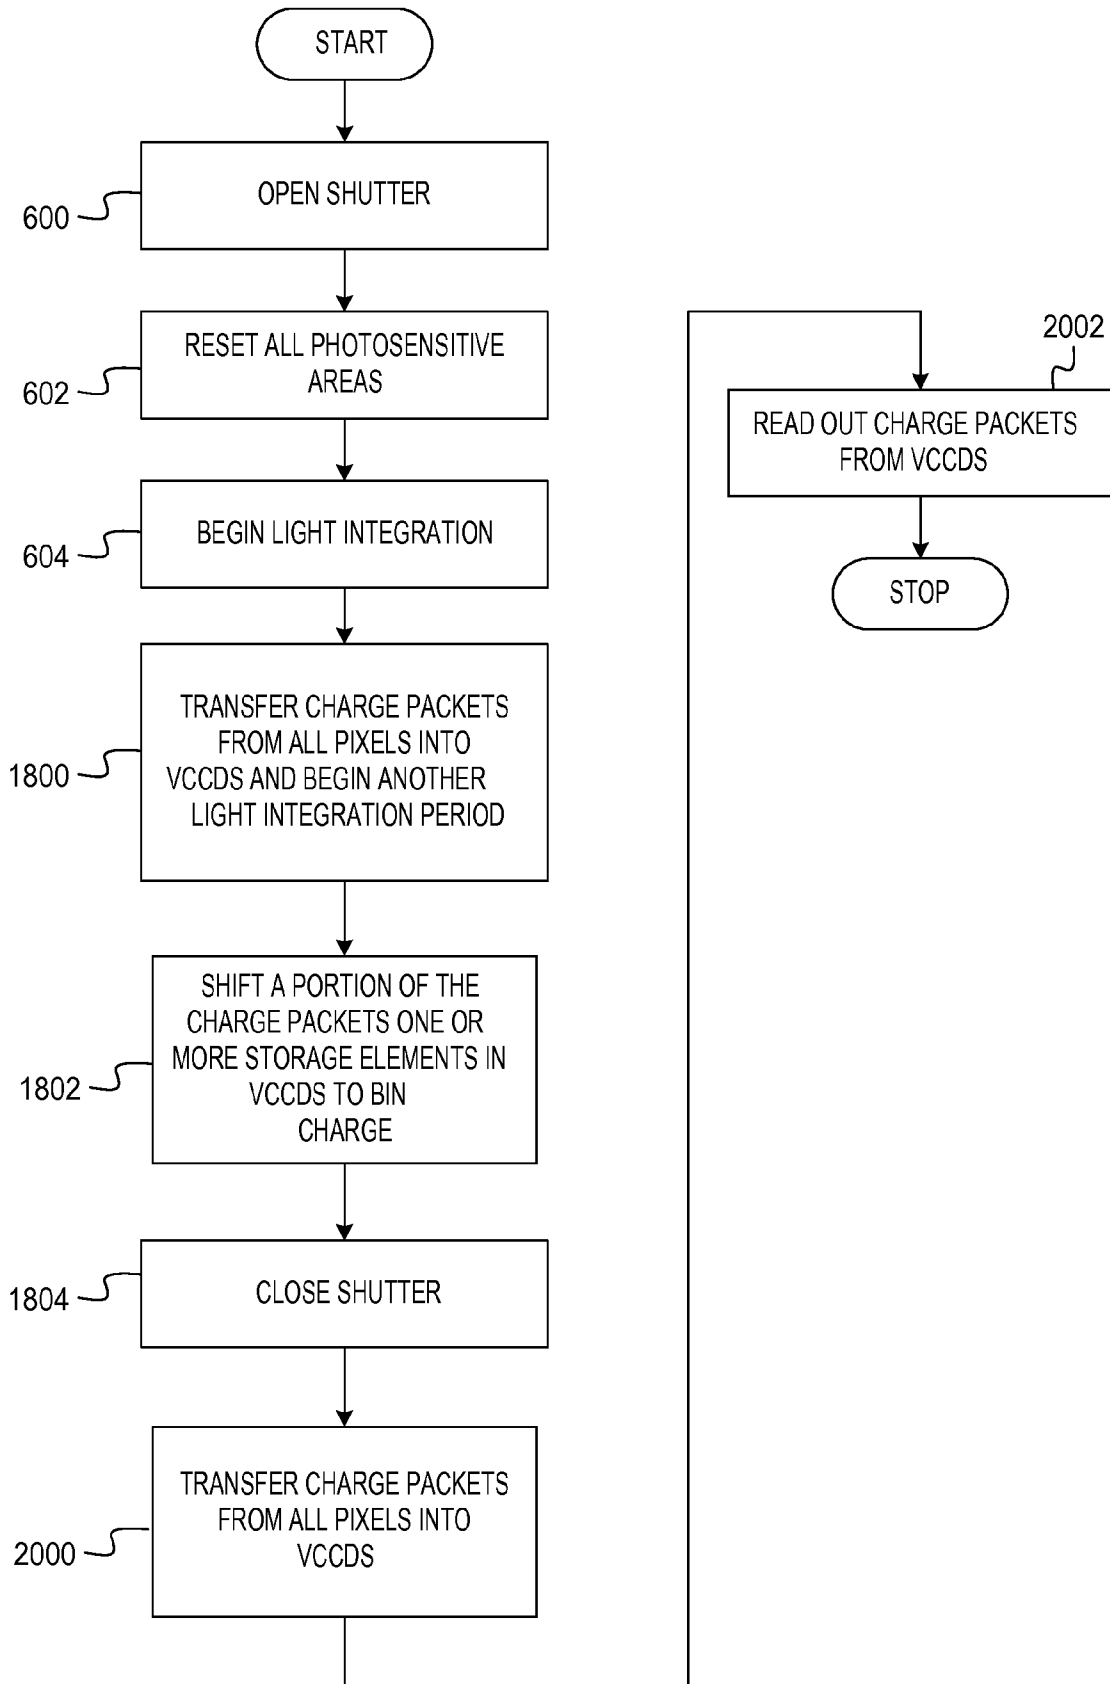 START
OPEN SHUTTER
600
RESET ALL PHOTOSENSITIVE
AREAS
602
BEGIN LIGHT INTEGRATION
604
TRANSFER CHARGE PACKETS
FROM ALL PIXELS INTO
VCCDS AND BEGIN ANOTHER
LIGHT INTEGRATION PERIOD
1800
SHIFT A PORTION OF THE
CHARGE PACKETS ONE OR
MORE STORAGE ELEMENTS IN
VCCDS TO BIN
CHARGE
1802
CLOSE SHUTTER
1804
TRANSFER CHARGE PACKETS
FROM ALL PIXELS INTO
VCCDS
2000
2002
READ OUT CHARGE PACKETS
FROM VCCDS
STOP